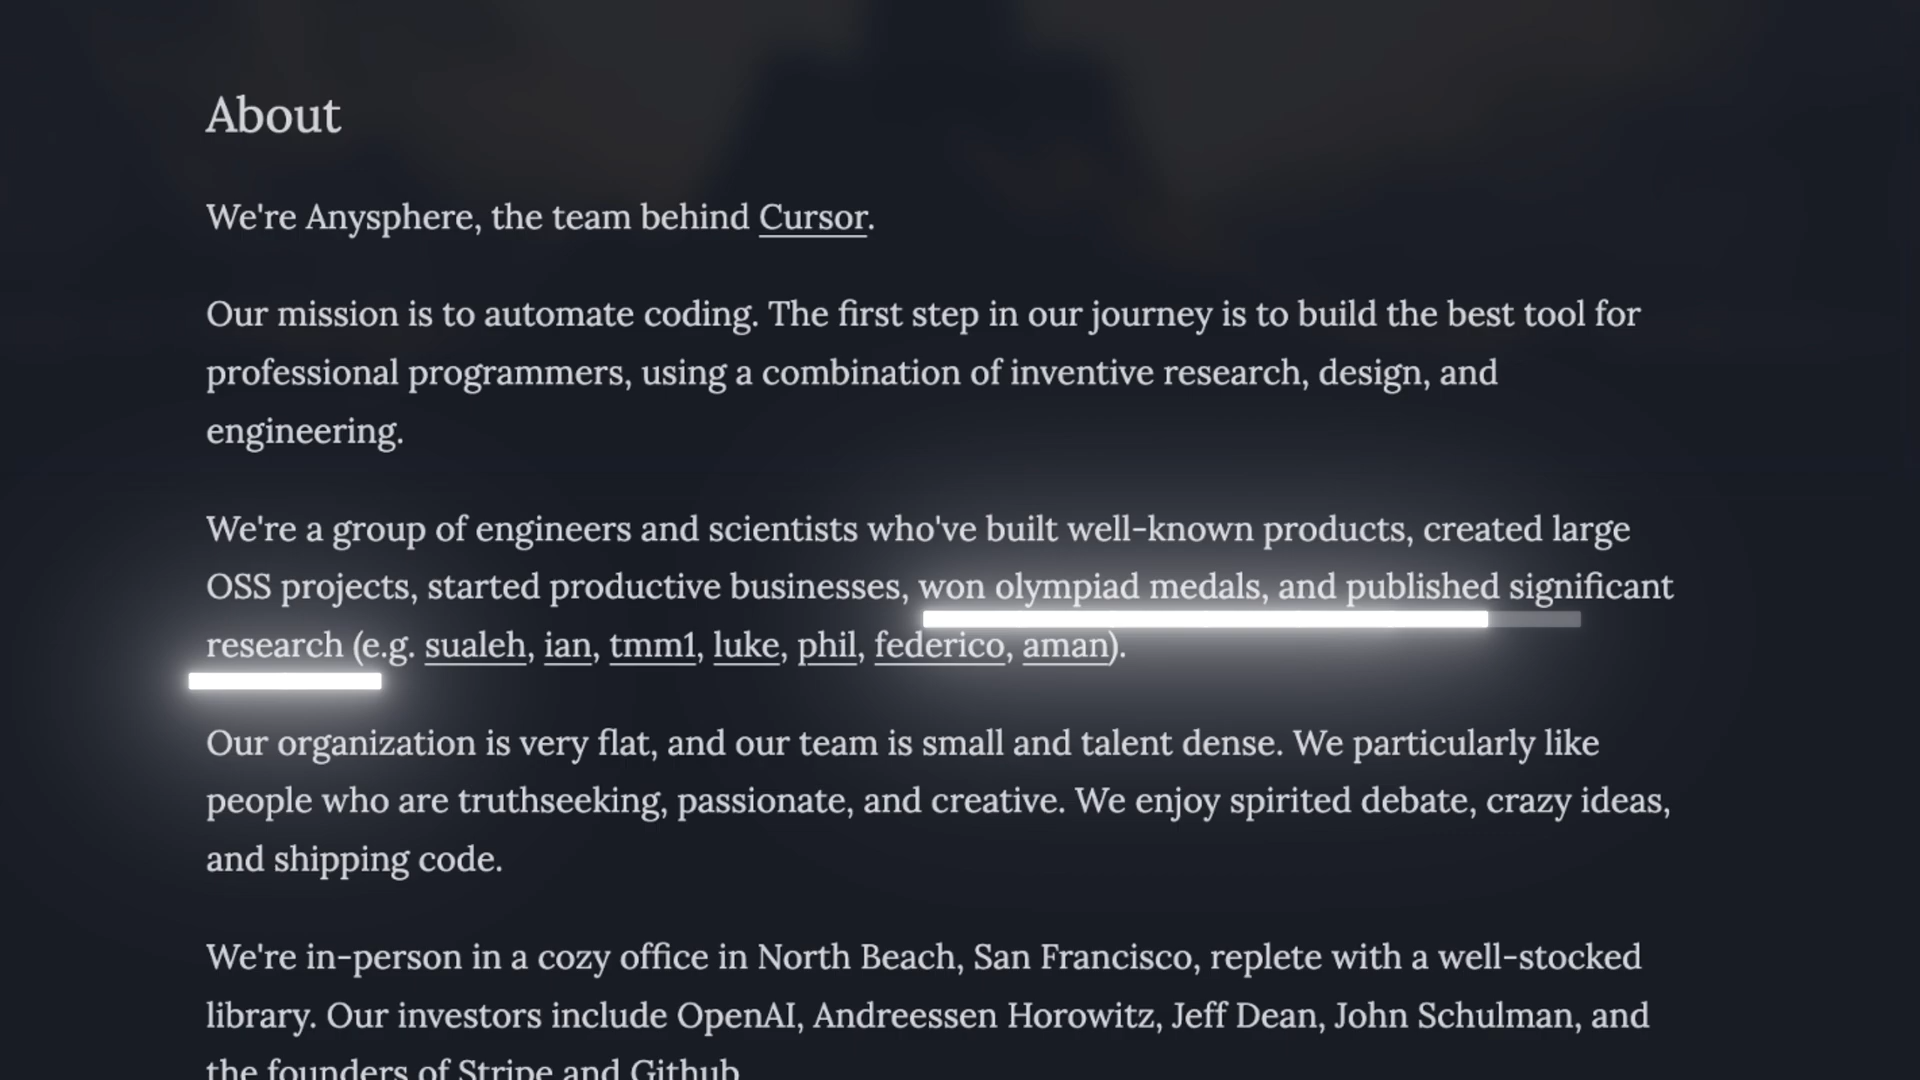 About
We're Anysphere, the team behind Cursor.
Our mission is to automate coding. The first step in our journey is to build the best tool for
professional programmers, using a combination of inventive research, design, and
engineering.
We're a group of engineers and scientists who've built well-known products, created large
OSS projects, started productive businesses, won olympiad medals, and published significant
research (e.g. sualeh, ian, tmm1, luke, phil, federico, aman).
Our organization is very flat, and our team is small and talent dense. We particularly like
people who are truthseeking, passionate, and creative. We enjoy spirited debate, crazy ideas,
and shipping code.
We're in-person in a cozy office in North Beach, San Francisco, replete with a well-stocked
library. Our investors include OpenAI, Andreessen Horowitz, Jeff Dean, John Schulman, and
the founders of Stripe and Github